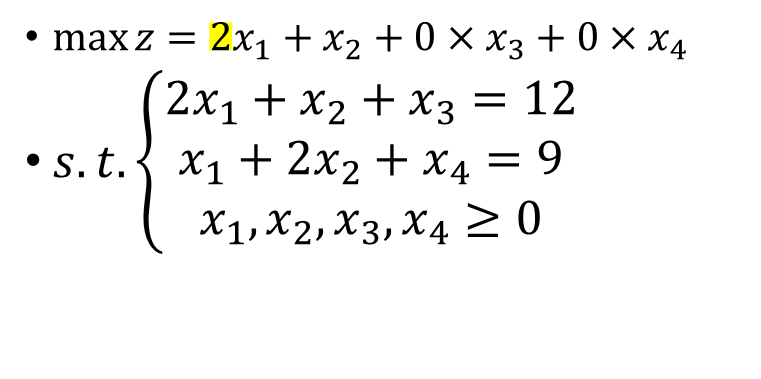 • max z = 2x₁ + x₂ + 0 × x₃ + 0 × x₄
2x₁ + x₂ + x₃ = 12
• s.t. { x₁ + 2x₂ + x₄ = 9
x₁, x₂, x₃, x₄ ≥ 0